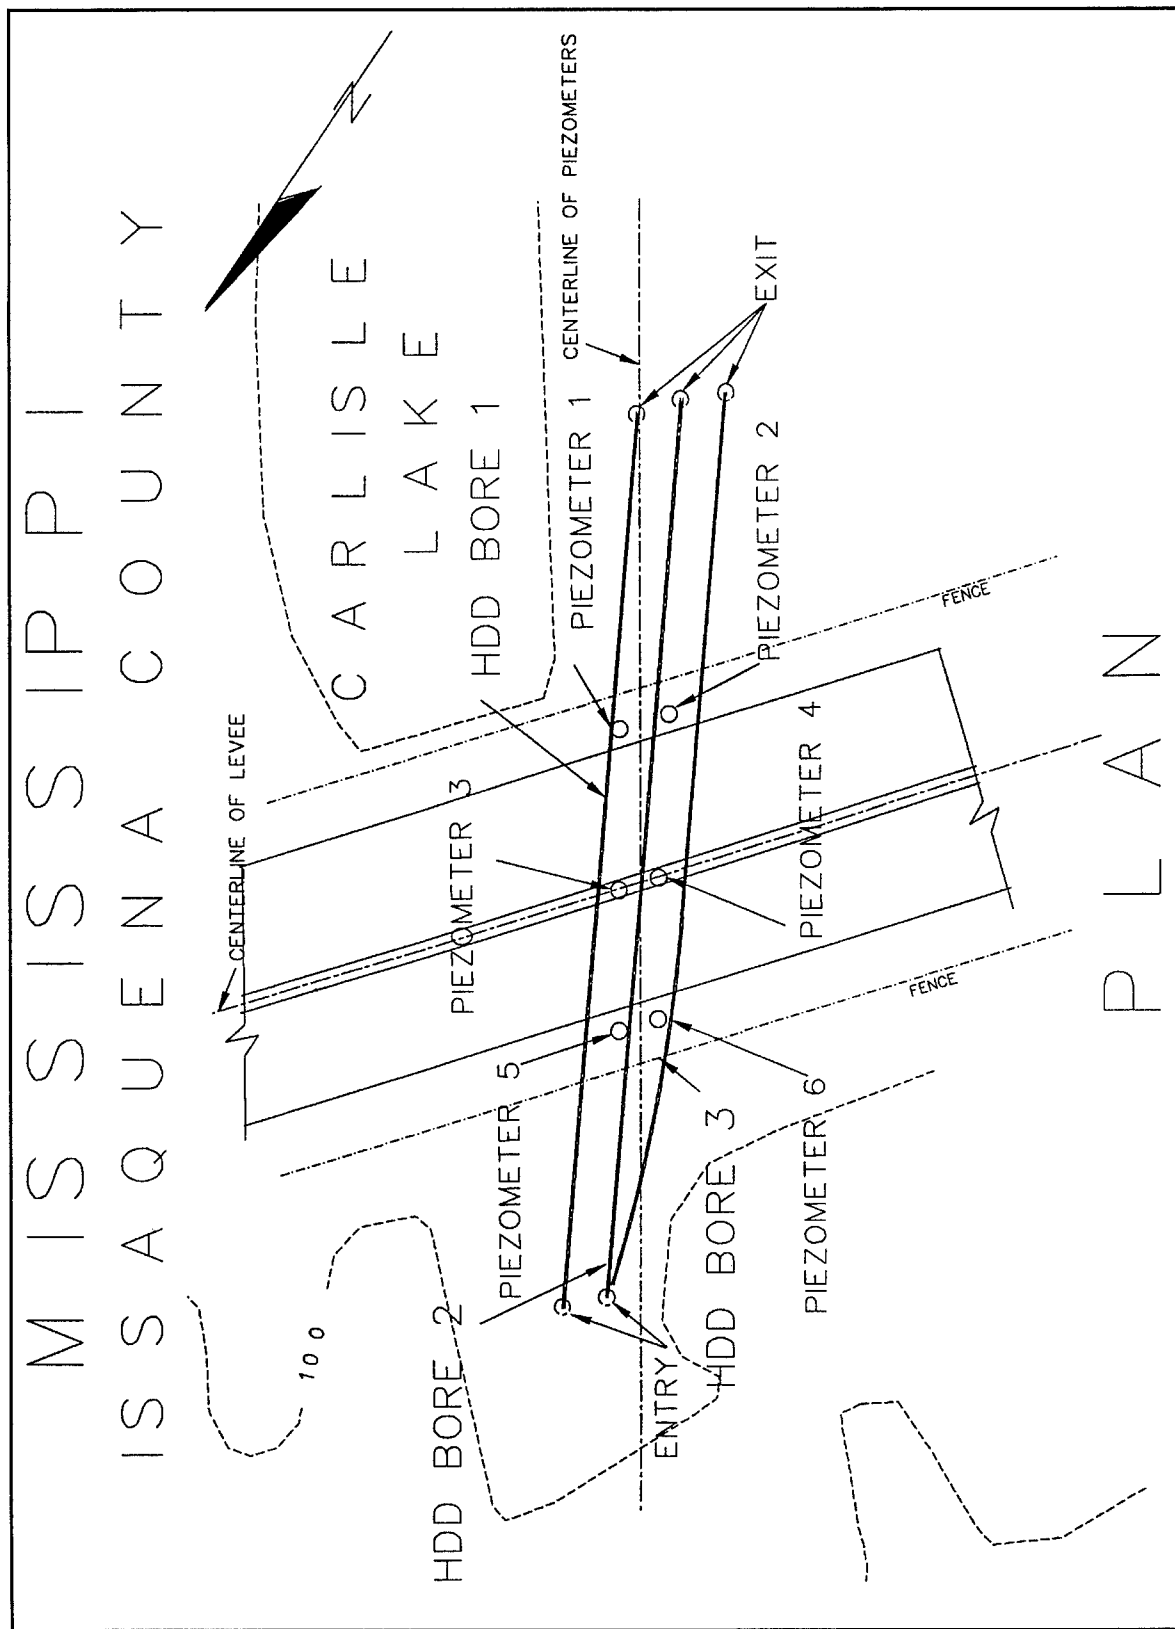 MISSISSIPPI
ISSAQUENA COUNTY
CENTERLINE OF LEVEE
N
CARLISLE
LAKE
100
HDD BORE 1
HDD BORE 2
PIEZOMETER 3
PIEZOMETER 5
PIEZOMETER 1
CENTERLINE OF PIEZOMETERS
ENTRY
HDD BORE 3
EXIT
PIEZOMETER 2
PIEZOMETER 4
PIEZOMETER 6
FENCE
FENCE
PLAN